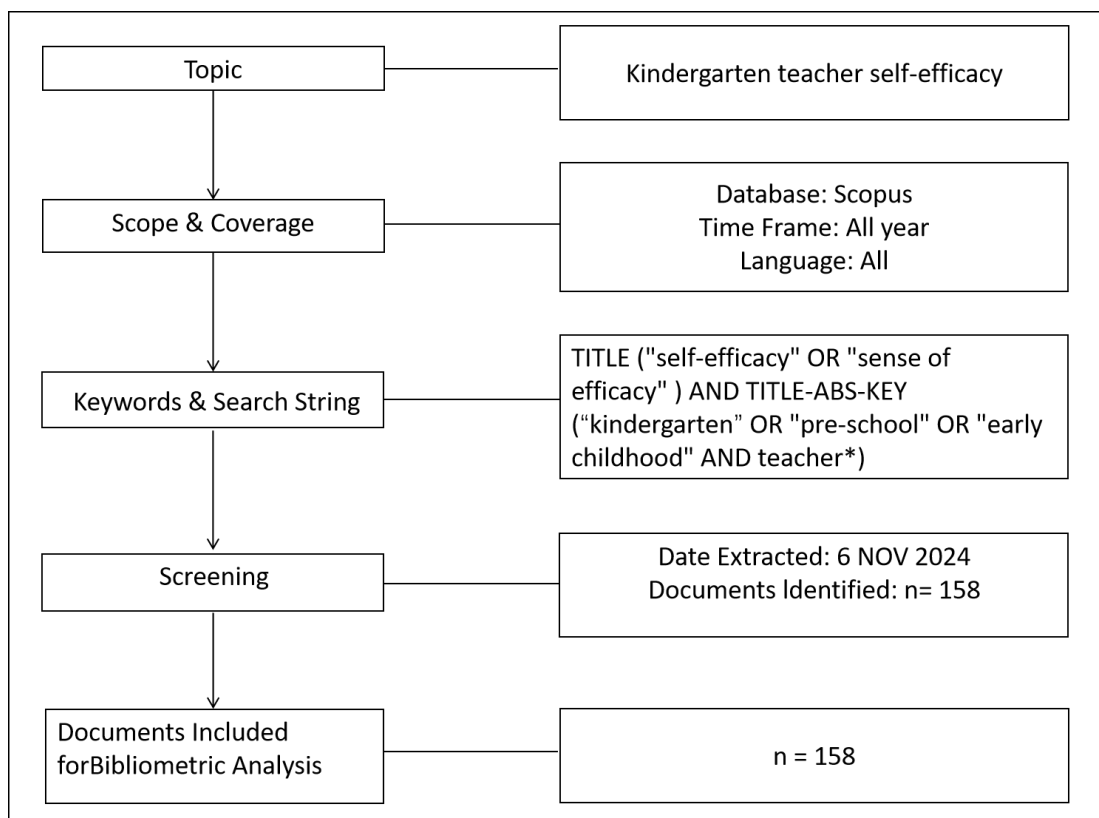 Topic
Kindergarten teacher self-efficacy
Scope & Coverage
Database: Scopus
Time Frame: All year
Language: All
Keywords & Search String
TITLE ("self-efficacy" OR "sense of
efficacy" ) AND TITLE-ABS-KEY
(“kindergarten” OR "pre-school" OR "early
childhood" AND teacher*)
Screening
Date Extracted: 6 NOV 2024
Documents Identified: n= 158
Documents Included
forBibliometric Analysis
n = 158